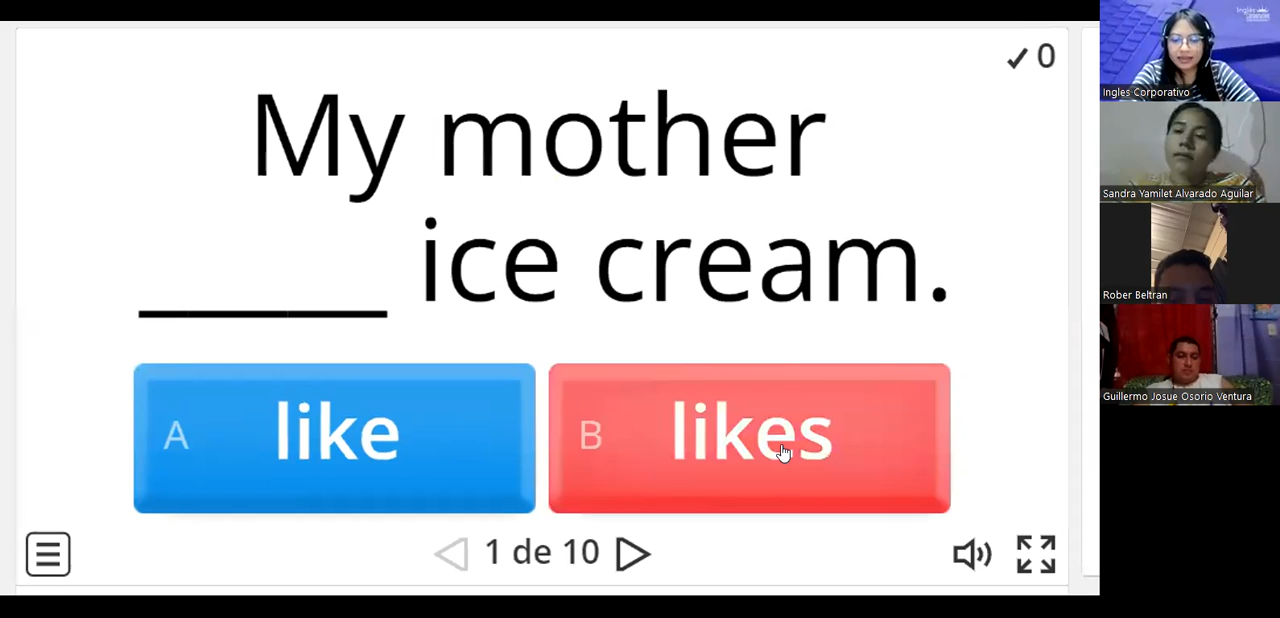 ✓ 0
My mother
______ ice cream.
A like
B likes
1 de 10
Ingles Corporativo
Sandra Yamilet Alvarado Aguilar
Rober Beltran
Guillermo Josue Osorio Ventura